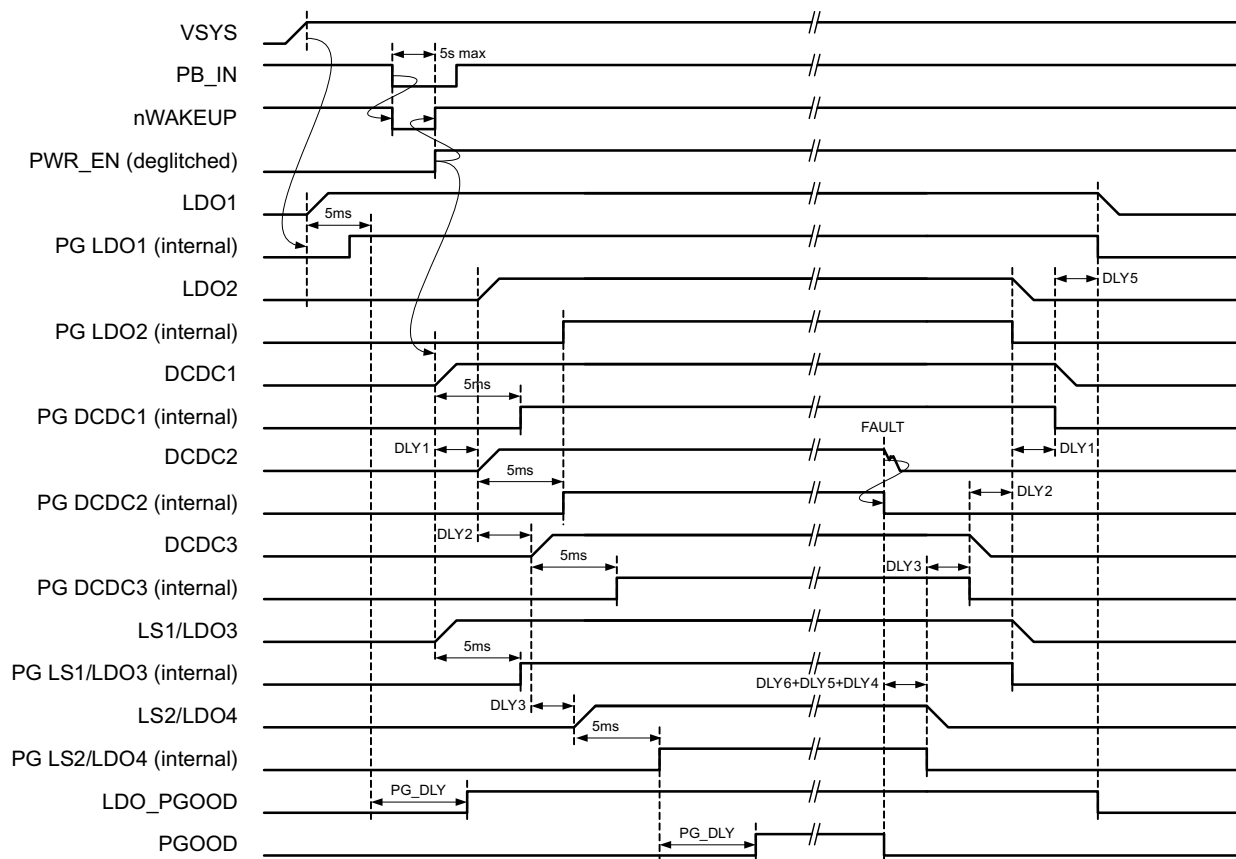 VSYS
5s max
PB_IN
nWAKEUP
PWR_EN (deglitched)
LDO1
5ms
PG LDO1 (internal)
DLY5
LDO2
PG LDO2 (internal)
DCDC1
5ms
PG DCDC1 (internal)
FAULT
DLY1
DLY1
DCDC2
5ms
DLY2
PG DCDC2 (internal)
DLY2
DCDC3
5ms
DLY3
PG DCDC3 (internal)
LS1/LDO3
5ms
PG LS1/LDO3 (internal)
DLY6+DLY5+DLY4
DLY3
LS2/LDO4
5ms
PG LS2/LDO4 (internal)
PG_DLY
LDO_PGOOD
PG_DLY
PGOOD